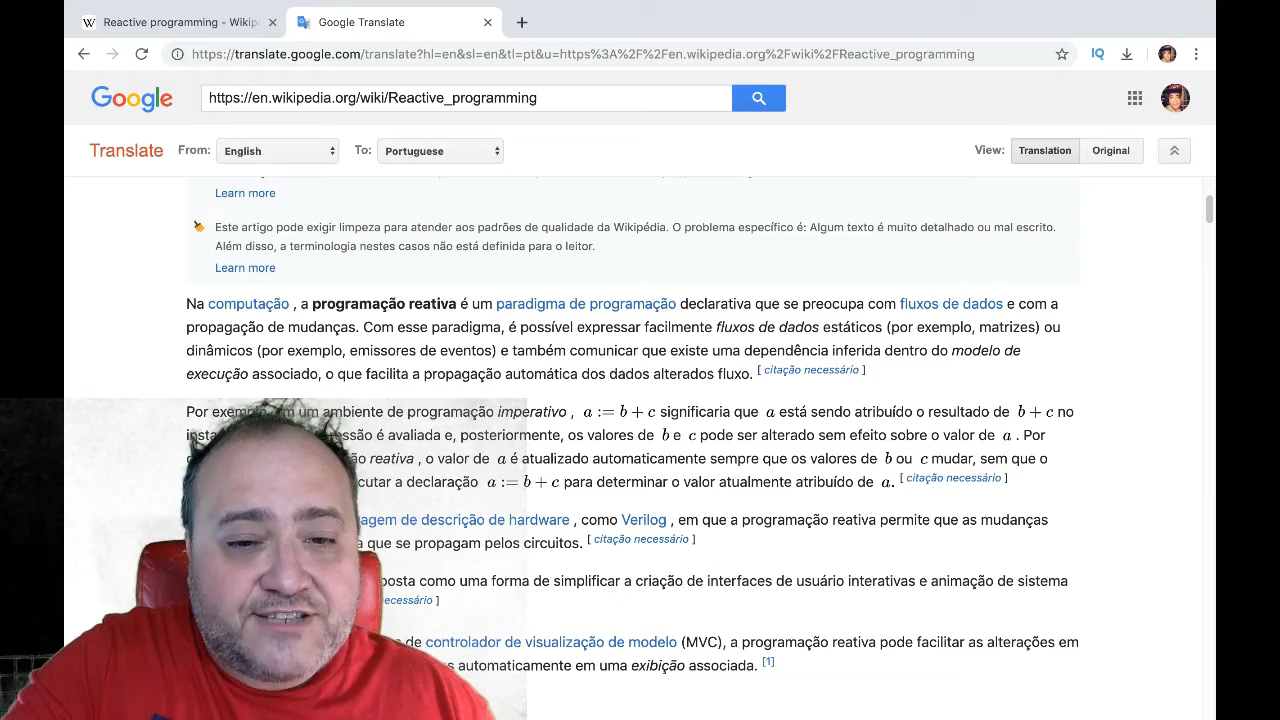 W Reactive programming - Wikip
Google Translate
https://translate.google.com/translate?hl=en&sl=en&tl=pt&u=https%3A%2F%2Fen.wikipedia.org%2Fwiki%2FReactive_programming
IQ
Google
https://en.wikipedia.org/wiki/Reactive_programming
Translate From: English To: Portuguese View: Translation Original
Learn more
Este artigo pode exigir limpeza para atender aos padrões de qualidade da Wikipédia. O problema específico é: Algum texto é muito detalhado ou mal escrito.
Além disso, a terminologia nestes casos não está definida para o leitor.
Learn more
Na computação , a programação reativa é um paradigma de programação declarativa que se preocupa com fluxos de dados e com a
propagação de mudanças. Com esse paradigma, é possível expressar facilmente fluxos de dados estáticos (por exemplo, matrizes) ou
dinâmicos (por exemplo, emissores de eventos) e também comunicar que existe uma dependência inferida dentro do modelo de
execução associado, o que facilita a propagação automática dos dados alterados fluxo. [ citação necessário ]
Por exemplo, em um ambiente de programação imperativo , a := b + c significaria que a está sendo atribuído o resultado de b + c no
expressão é avaliada e, posteriormente, os valores de b e c pode ser alterado sem efeito sobre o valor de a . Por
reativa , o valor de a é atualizado automaticamente sempre que os valores de b ou c mudar, sem que o
cutar a declaração a := b + c para determinar o valor atualmente atribuído de a. [ citação necessário ]
agem de descrição de hardware , como Verilog , em que a programação reativa permite que as mudanças
a que se propagam pelos circuitos. [ citação necessário ]
posta como uma forma de simplificar a criação de interfaces de usuário interativas e animação de sistema
ecessário ]
de controlador de visualização de modelo (MVC), a programação reativa pode facilitar as alterações em
s automaticamente em uma exibição associada. [1]